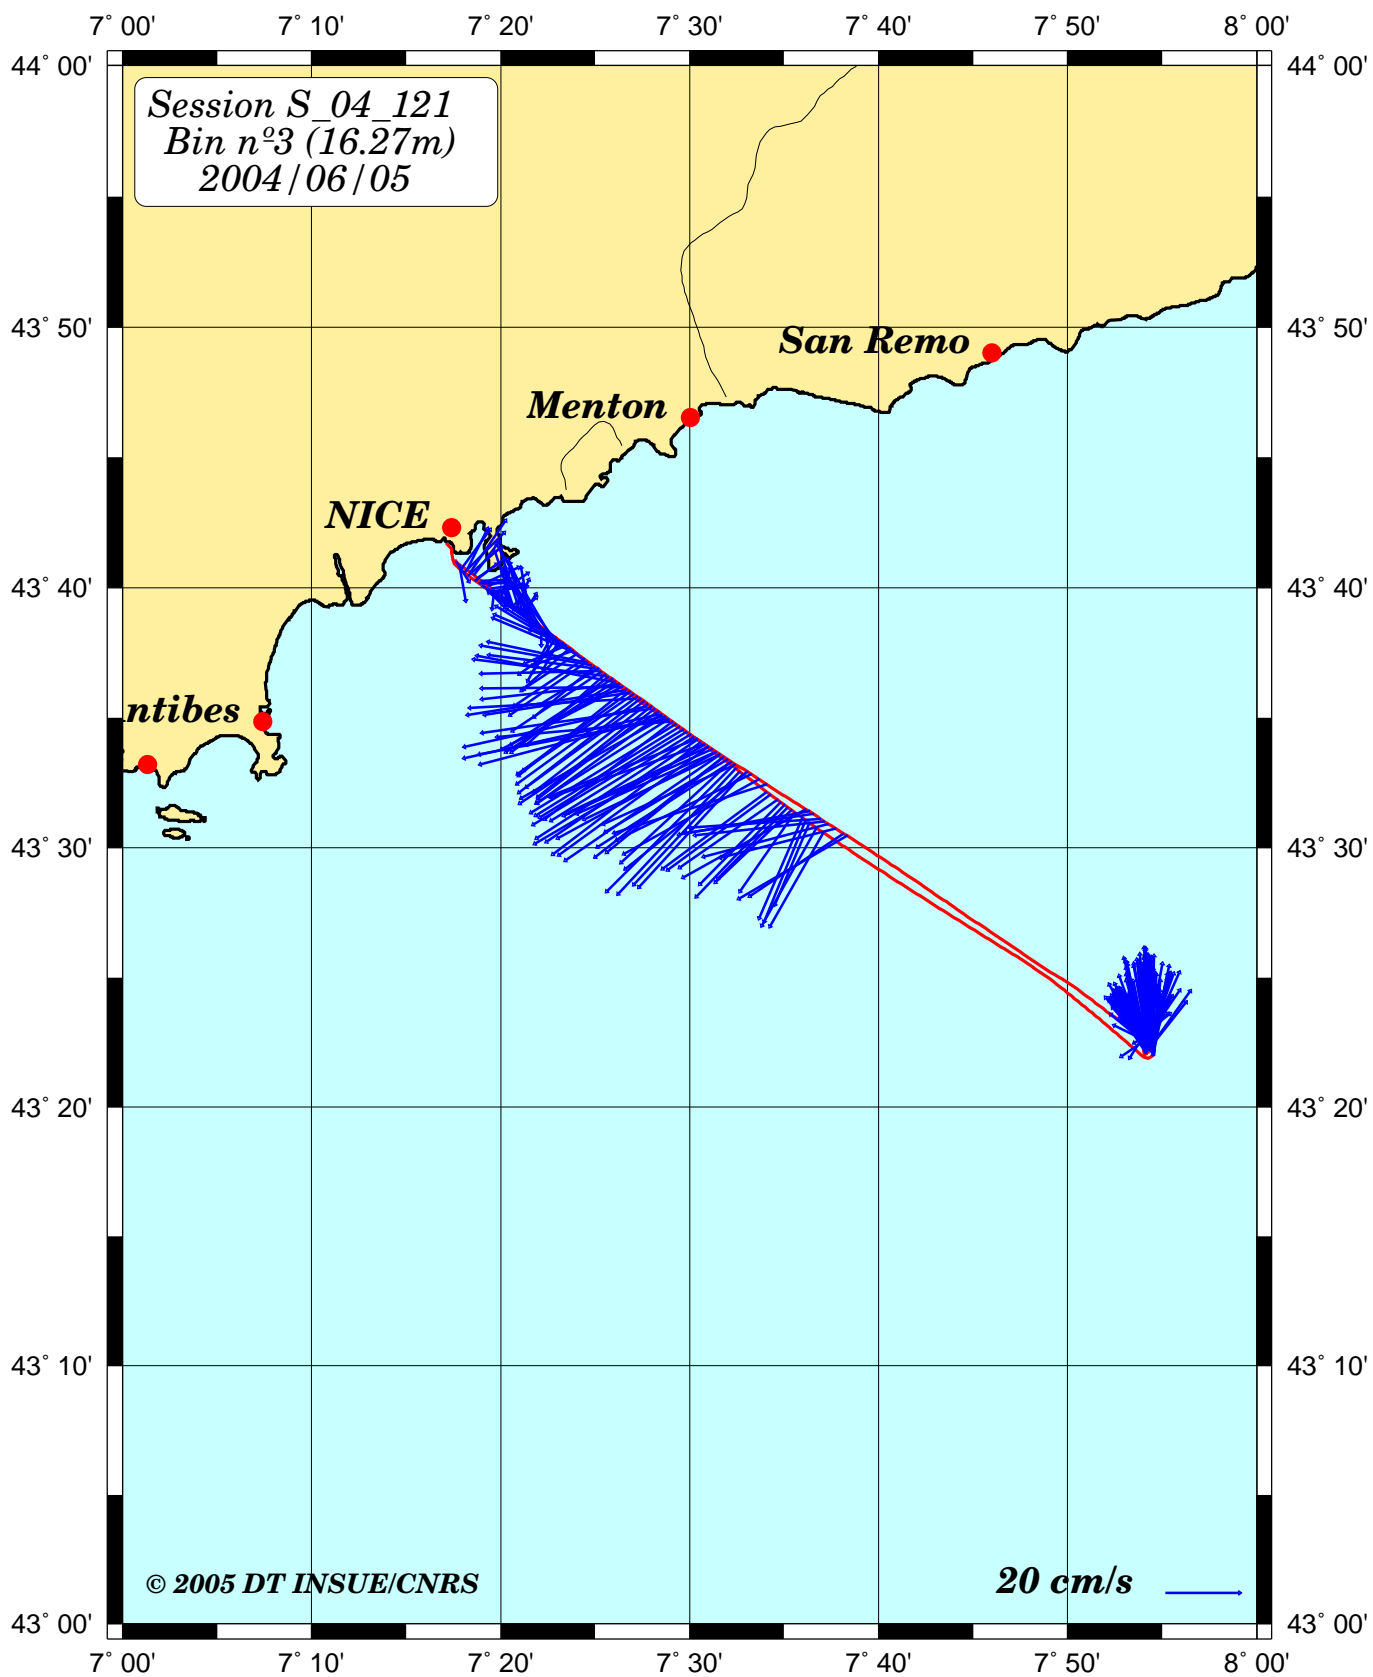 7° 00' 7° 10' 7° 20' 7° 30' 7° 40' 7° 50' 8° 00'
44° 00' 44° 00'
Session S_04_121
Bin nº3 (16.27m)
2004/06/05
43° 50' 43° 50'
San Remo
Menton
NICE
43° 40' 43° 40'
ntibes
43° 30' 43° 30'
43° 20' 43° 20'
43° 10' 43° 10'
© 2005 DT INSUE/CNRS 20 cm/s
43° 00' 43° 00'
7° 00' 7° 10' 7° 20' 7° 30' 7° 40' 7° 50' 8° 00'